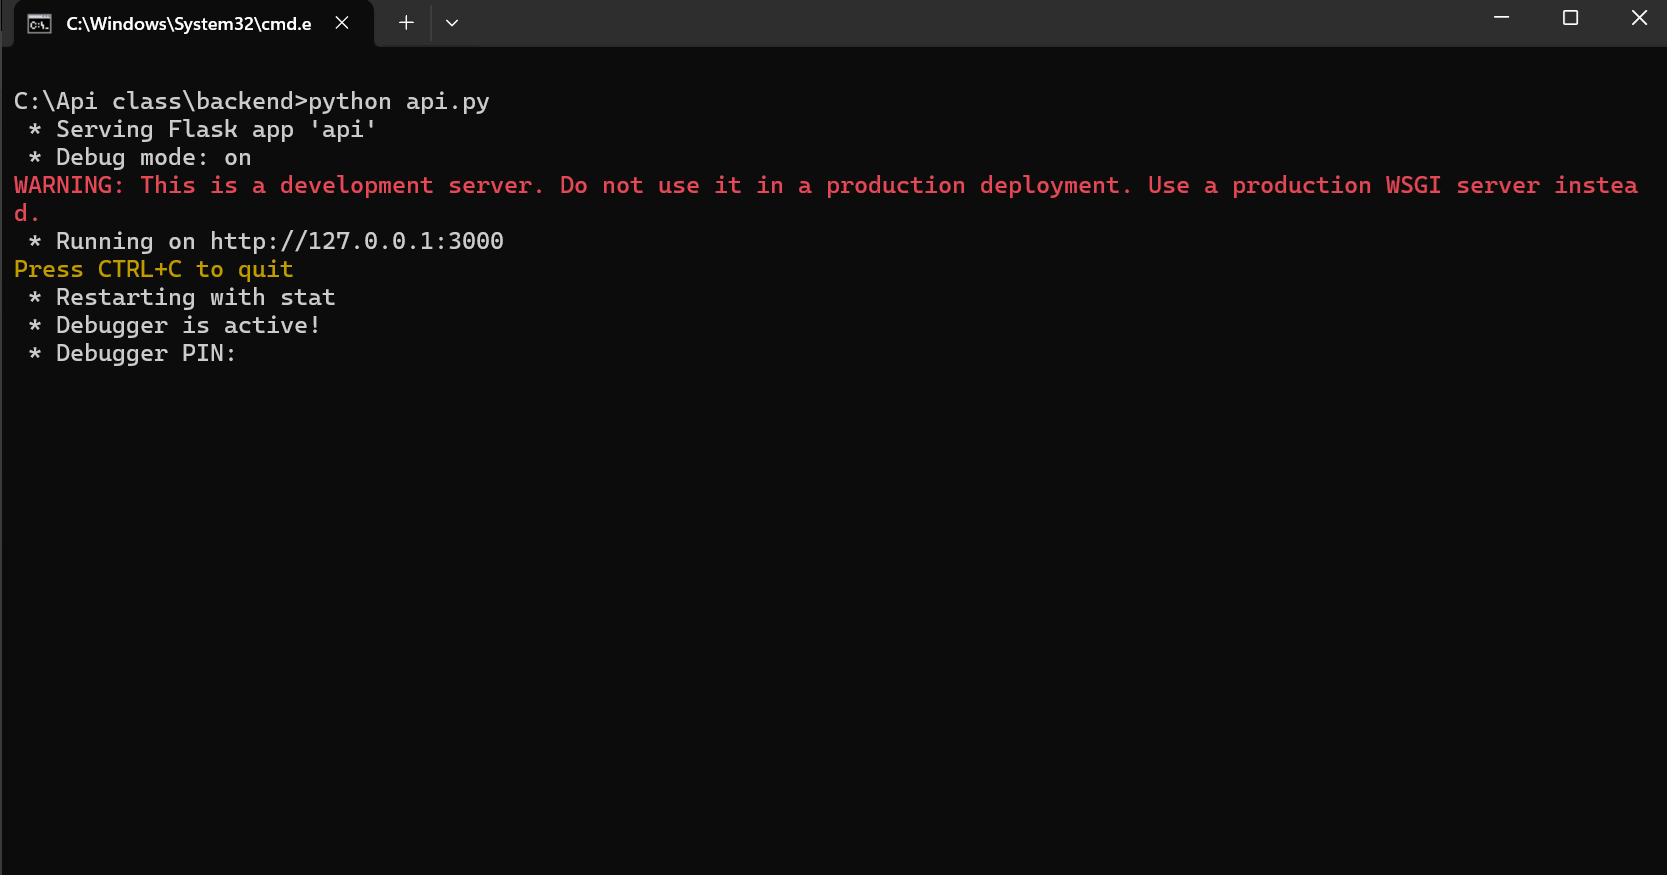 C:\Windows\System32\cmd.e
C:\Api class\backend>python api.py
* Serving Flask app 'api'
* Debug mode: on
WARNING: This is a development server. Do not use it in a production deployment. Use a production WSGI server instea
d.
* Running on http://127.0.0.1:3000
Press CTRL+C to quit
* Restarting with stat
* Debugger is active!
* Debugger PIN: